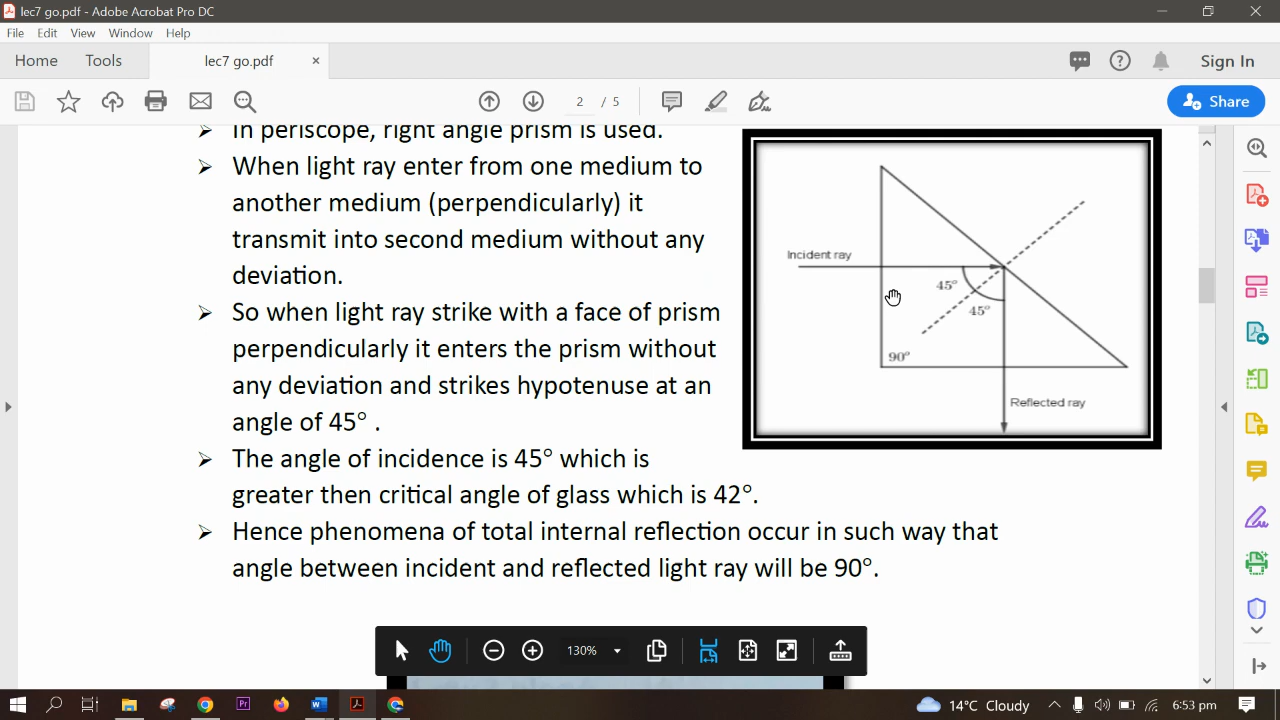 lec7 go.pdf - Adobe Acrobat Pro DC
File Edit View Window Help
Home Tools lec7 go.pdf × Sign In
2 / 5 Share
In periscope, right angle prism is used.
When light ray enter from one medium to
another medium (perpendicularly) it
transmit into second medium without any
deviation.
So when light ray strike with a face of prism
perpendicularly it enters the prism without
any deviation and strikes hypotenuse at an
angle of 45° .
The angle of incidence is 45° which is
greater then critical angle of glass which is 42°.
Hence phenomena of total internal reflection occur in such way that
angle between incident and reflected light ray will be 90°.
Incident ray
45°
45°
90°
Reflected ray
130%
14°C Cloudy 6:53 pm